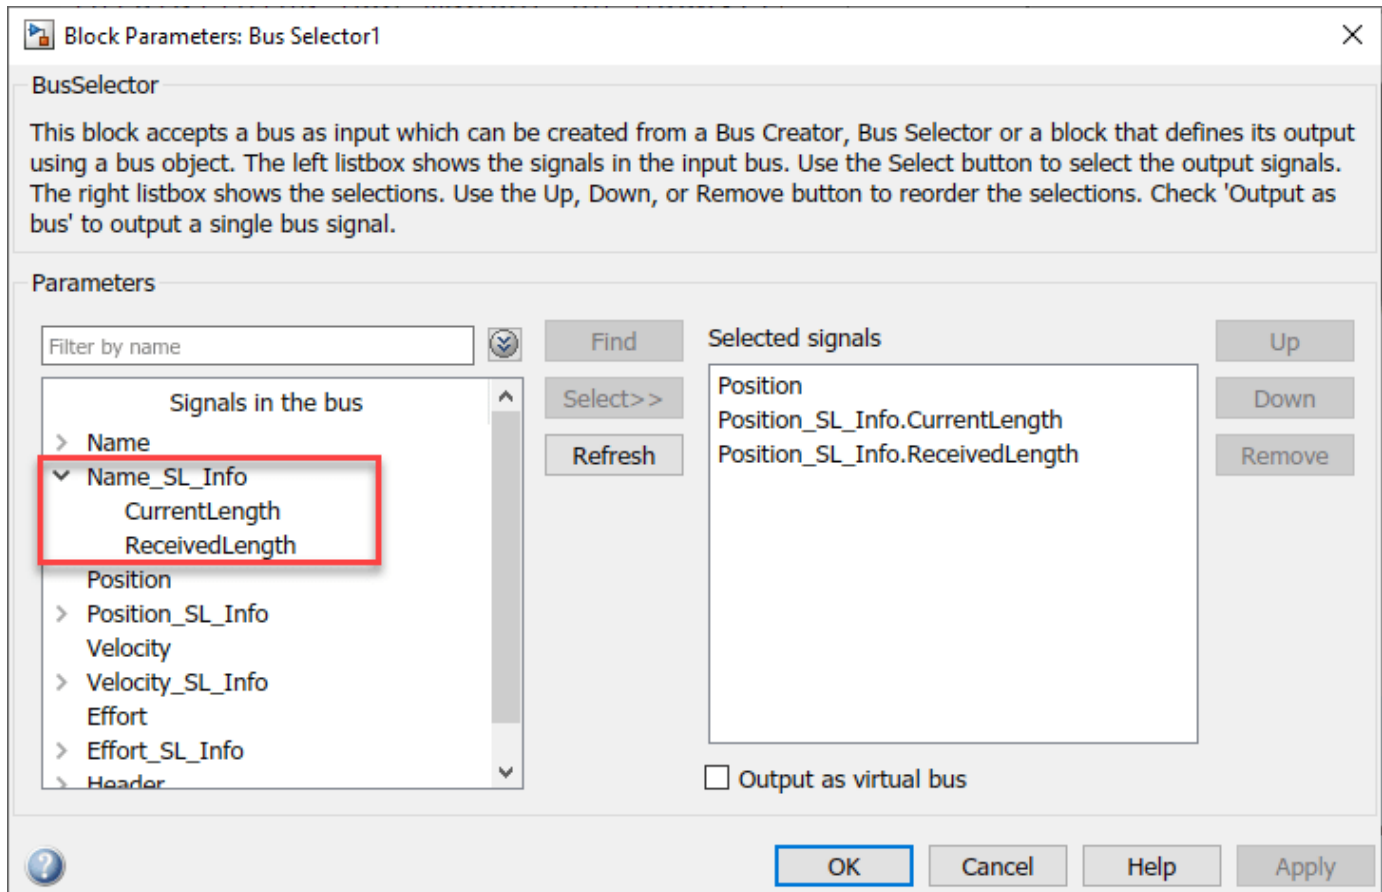 Block Parameters: Bus Selector1
BusSelector
This block accepts a bus as input which can be created from a Bus Creator, Bus Selector or a block that defines its output
using a bus object. The left listbox shows the signals in the input bus. Use the Select button to select the output signals.
The right listbox shows the selections. Use the Up, Down, or Remove button to reorder the selections. Check 'Output as
bus' to output a single bus signal.
Parameters
Filter by name
Find
Selected signals
Up
Signals in the bus
Select>>
Position
Down
Position_SL_Info.CurrentLength
Name
Refresh
Position_SL_Info.ReceivedLength
Remove
Name_SL_Info
CurrentLength
ReceivedLength
Position
Position_SL_Info
Velocity
Velocity_SL_Info
Effort
Effort_SL_Info
Header
Output as virtual bus
OK
Cancel
Help
Apply